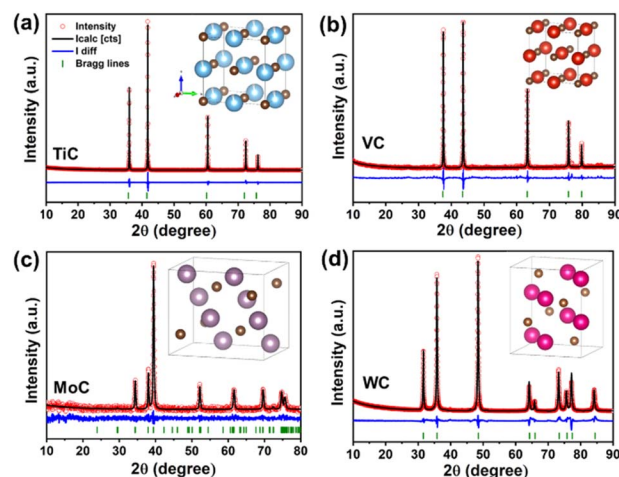 (a)
Intensity
Icalc [cts]
I diff
Bragg lines
Intensity (a.u.)
TiC
10 20 30 40 50 60 70 80 90
2θ (degree)
(b)
Intensity (a.u.)
VC
10 20 30 40 50 60 70 80 90
2θ (degree)
(c)
Intensity (a.u.)
MoC
10 20 30 40 50 60 70 80
2θ (degree)
(d)
Intensity (a.u.)
WC
10 20 30 40 50 60 70 80 90
2θ (degree)